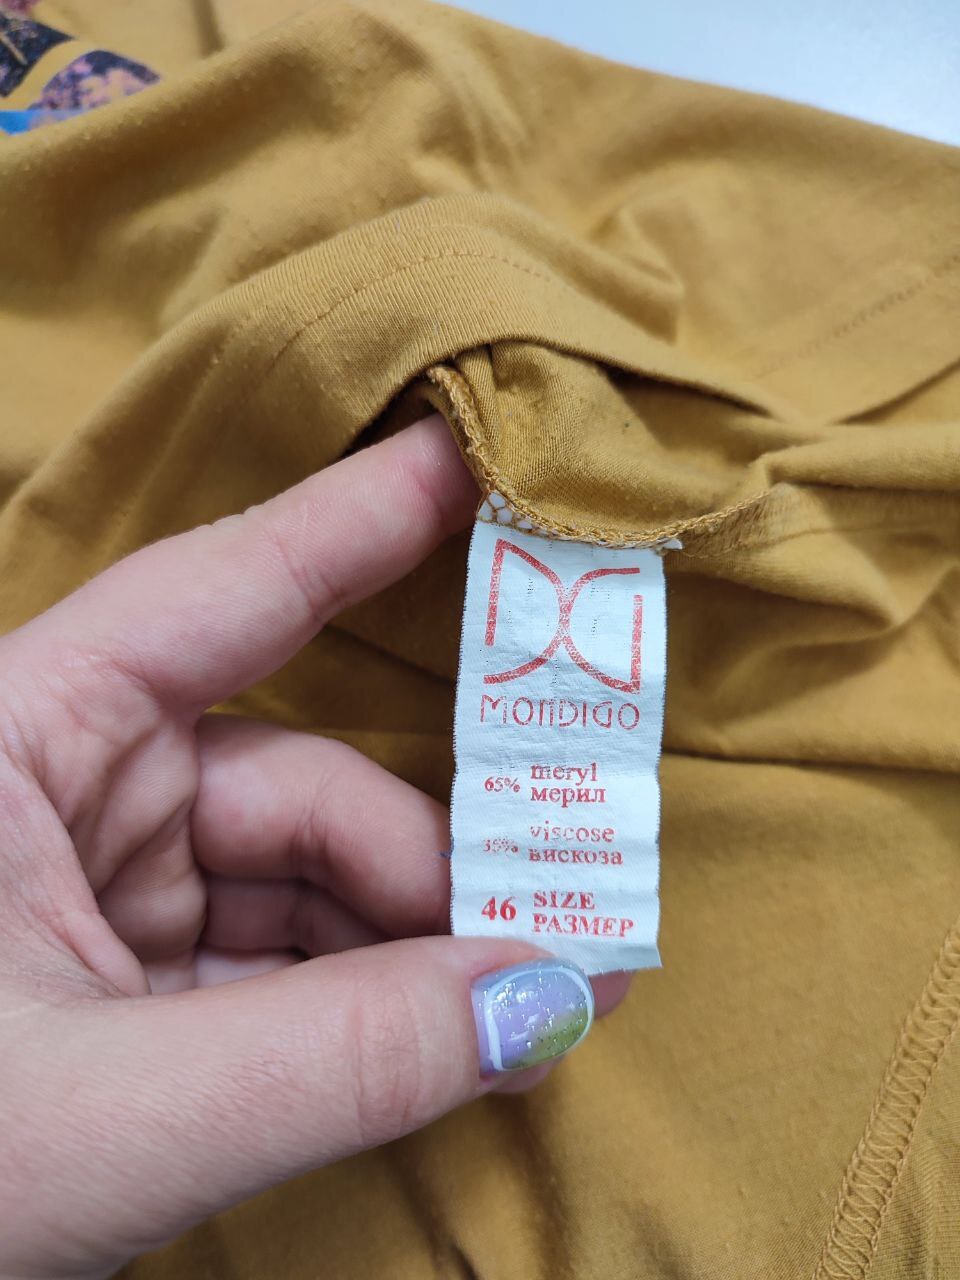 MONDIGO
65% meryl
мерил
35% viscose
вискоза
46 SIZE
РАЗМЕР